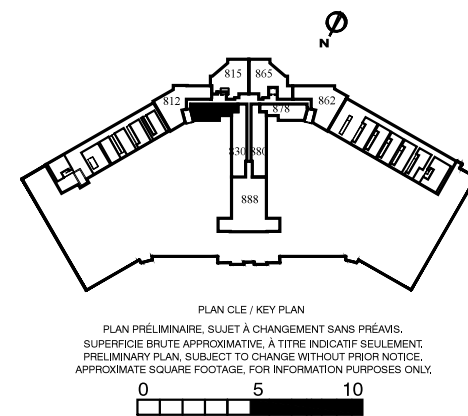 N
815 865
812 862
878
830 880
888
PLAN CLE / KEY PLAN
PLAN PRÉLIMINAIRE, SUJET À CHANGEMENT SANS PRÉAVIS.
SUPERFICIE BRUTE APPROXIMATIVE, À TITRE INDICATIF SEULEMENT.
PRELIMINARY PLAN, SUBJECT TO CHANGE WITHOUT PRIOR NOTICE.
APPROXIMATE SQUARE FOOTAGE, FOR INFORMATION PURPOSES ONLY.
0 5 10